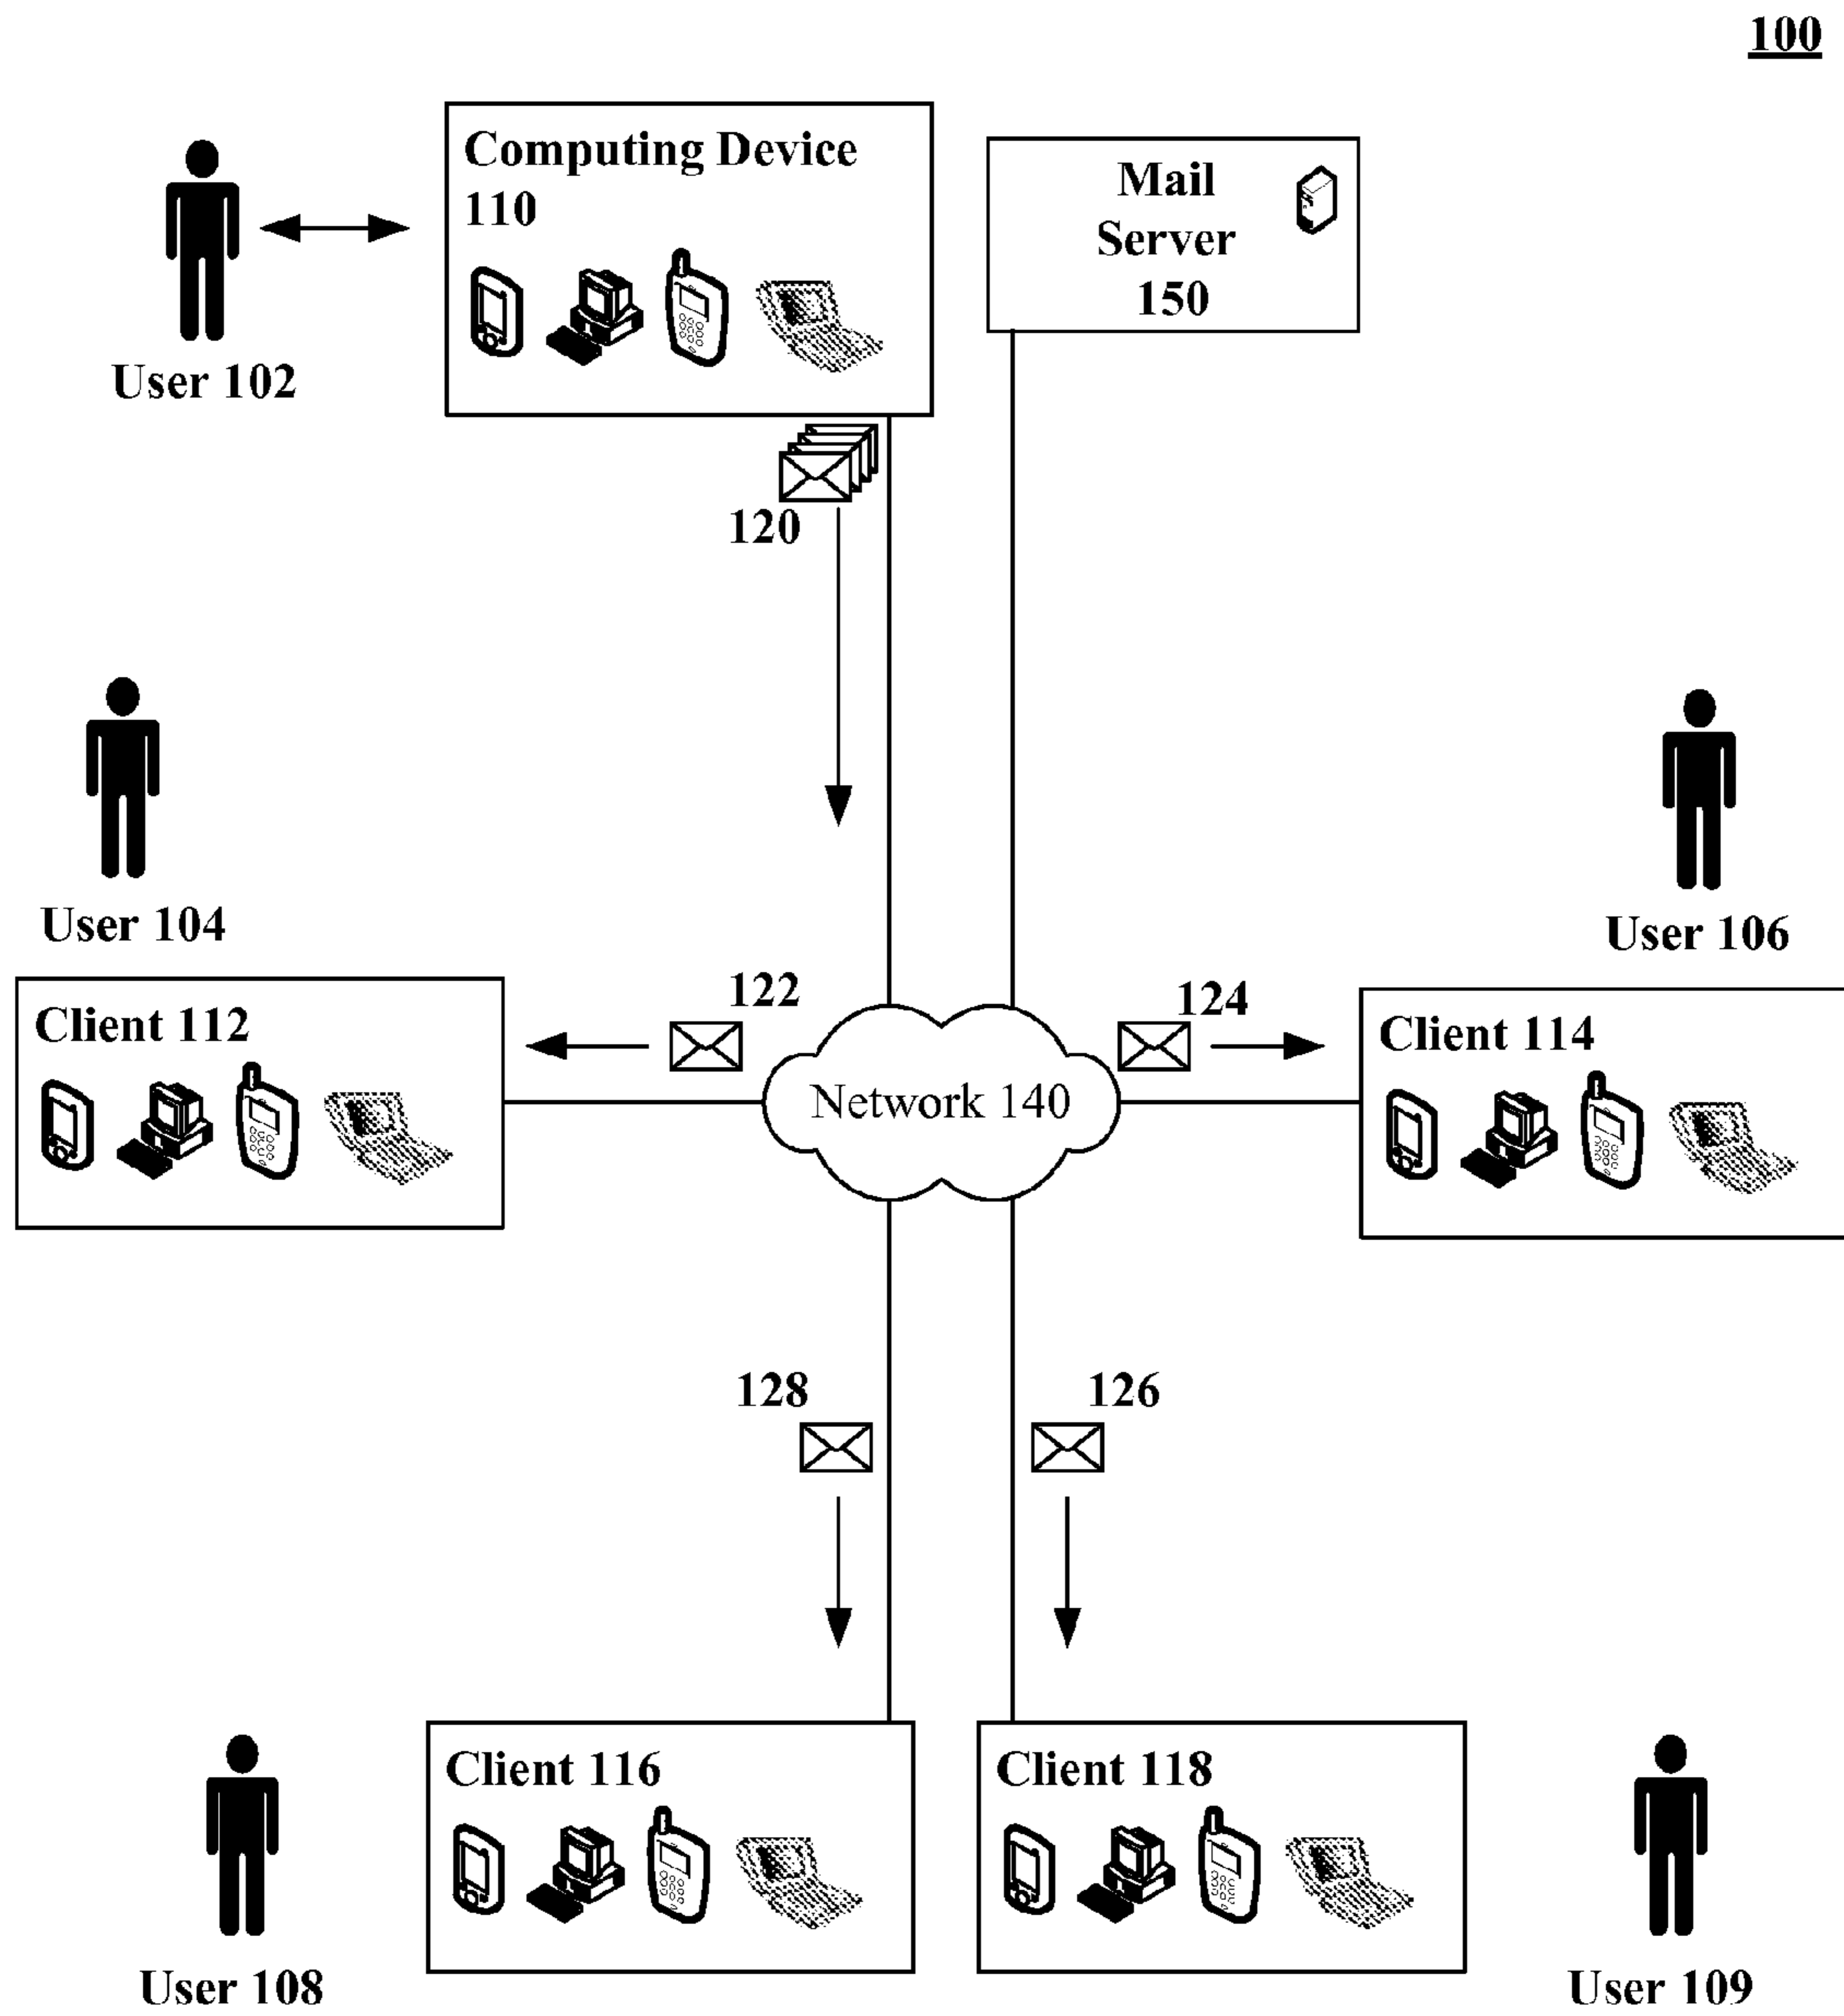 100
Computing Device
110
Mail
Server
150
User 102
120
User 104
User 106
122
124
Client 112
Client 114
Network 140
128
126
Client 116
Client 118
User 108
User 109